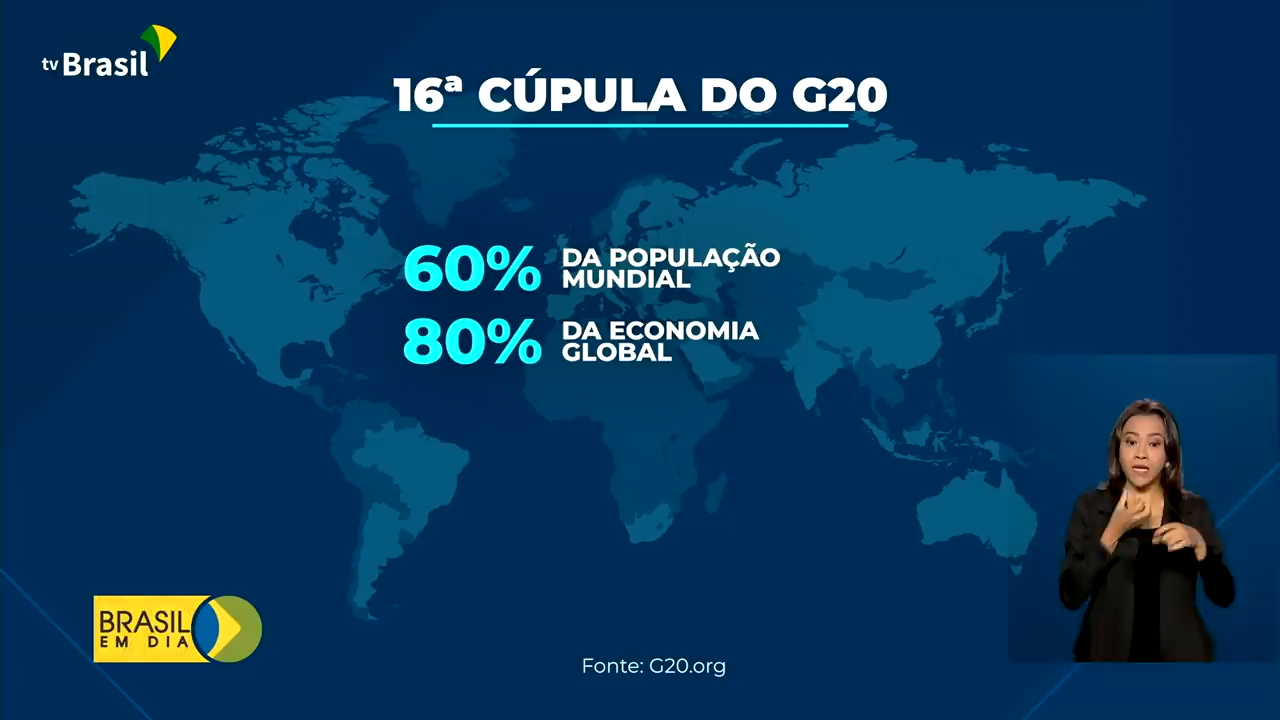 tv Brasil
16ª CÚPULA DO G20
60% DA POPULAÇÃO
MUNDIAL
80% DA ECONOMIA
GLOBAL
BRASIL
EM DIA
Fonte: G20.org